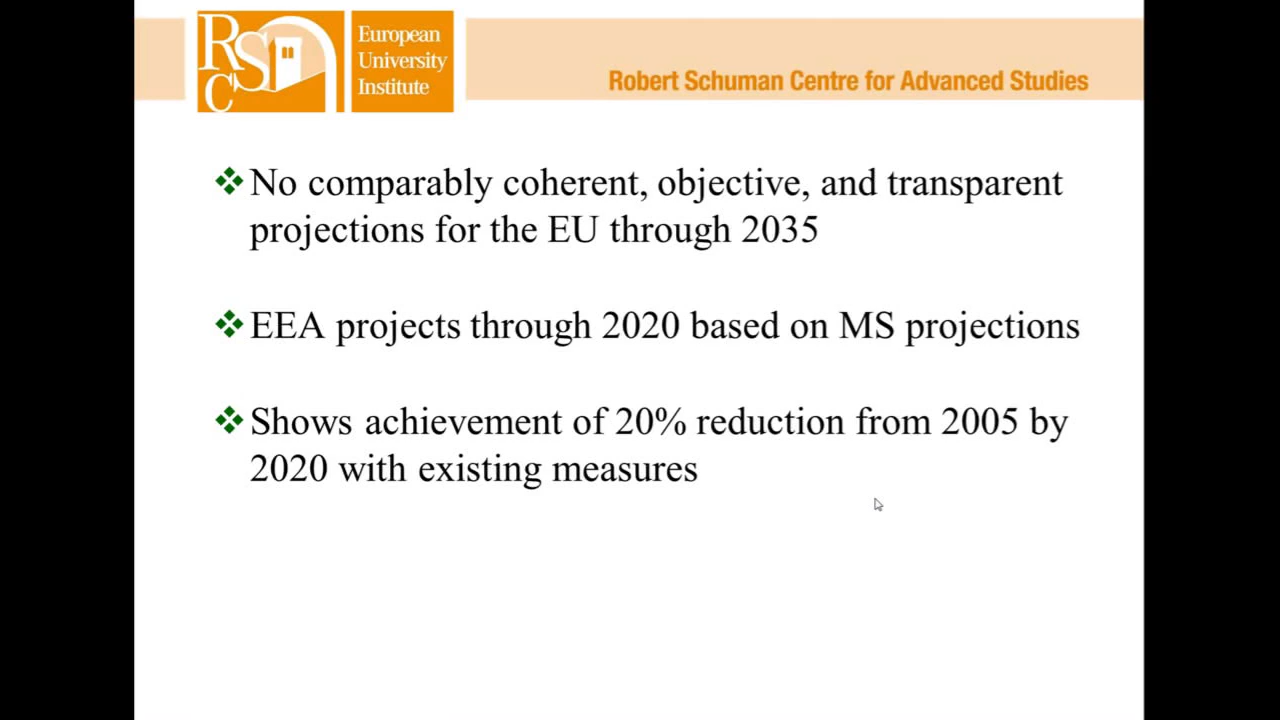 RSC
European
University
Institute
Robert Schuman Centre for Advanced Studies
No comparably coherent, objective, and transparent
projections for the EU through 2035
EEA projects through 2020 based on MS projections
Shows achievement of 20% reduction from 2005 by
2020 with existing measures